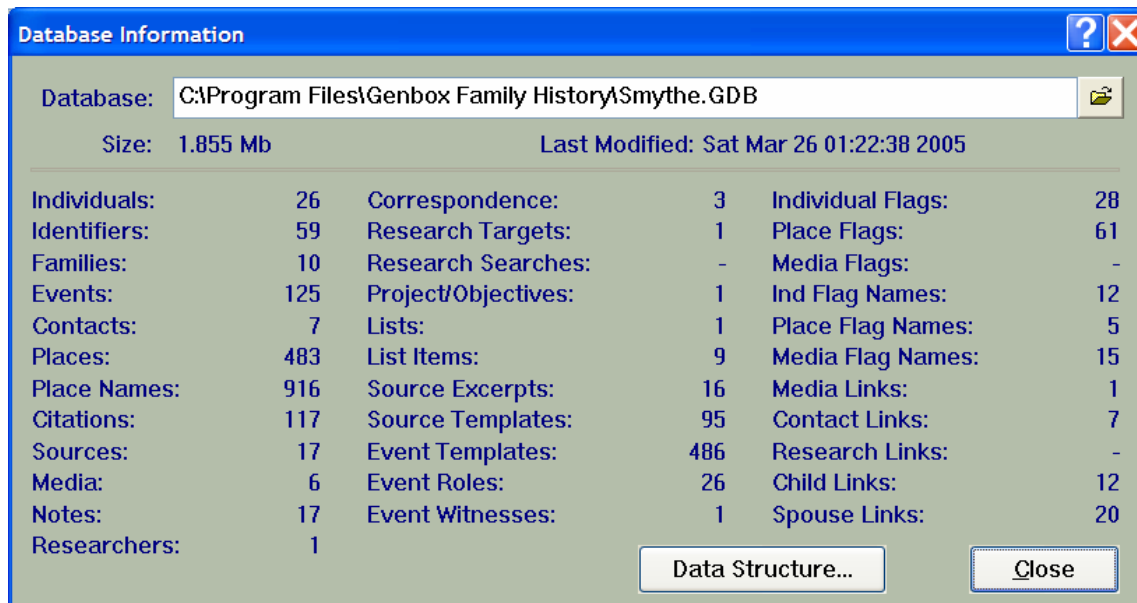 Database Information
Database: C:\Program Files\Genbox Family History\Smythe.GDB
Size: 1.855 Mb Last Modified: Sat Mar 26 01:22:38 2005
Individuals: 26 Correspondence: 3 Individual Flags: 28
Identifiers: 59 Research Targets: 1 Place Flags: 61
Families: 10 Research Searches: - Media Flags: -
Events: 125 Project/Objectives: 1 Ind Flag Names: 12
Contacts: 7 Lists: 1 Place Flag Names: 5
Places: 483 List Items: 9 Media Flag Names: 15
Place Names: 916 Source Excerpts: 16 Media Links: 1
Citations: 117 Source Templates: 95 Contact Links: 7
Sources: 17 Event Templates: 486 Research Links: -
Media: 6 Event Roles: 26 Child Links: 12
Notes: 17 Event Witnesses: 1 Spouse Links: 20
Researchers: 1
Data Structure... Close